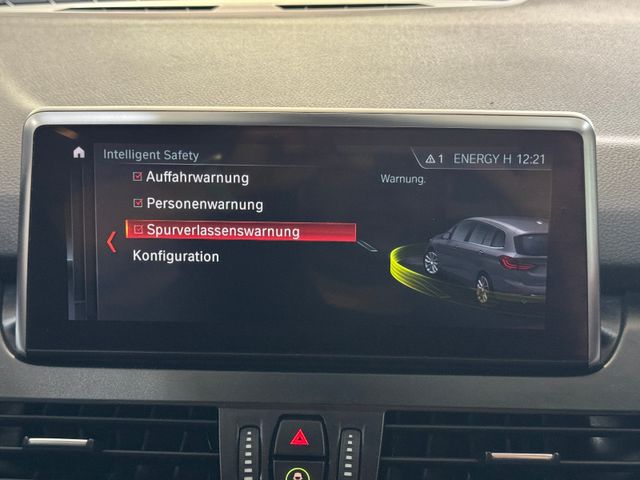 Intelligent Safety
1 ENERGY H 12:21
Auffahrwarnung
Warnung.
Personenwarnung
Spurverlassenswarnung
Konfiguration